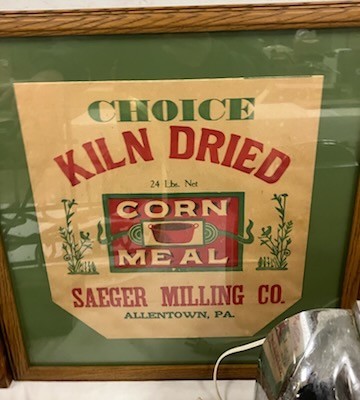 CHOICE
KILN DRIED
24 Lbs. Net
CORN
MEAL
SAEGER MILLING CO.
ALLENTOWN, PA.